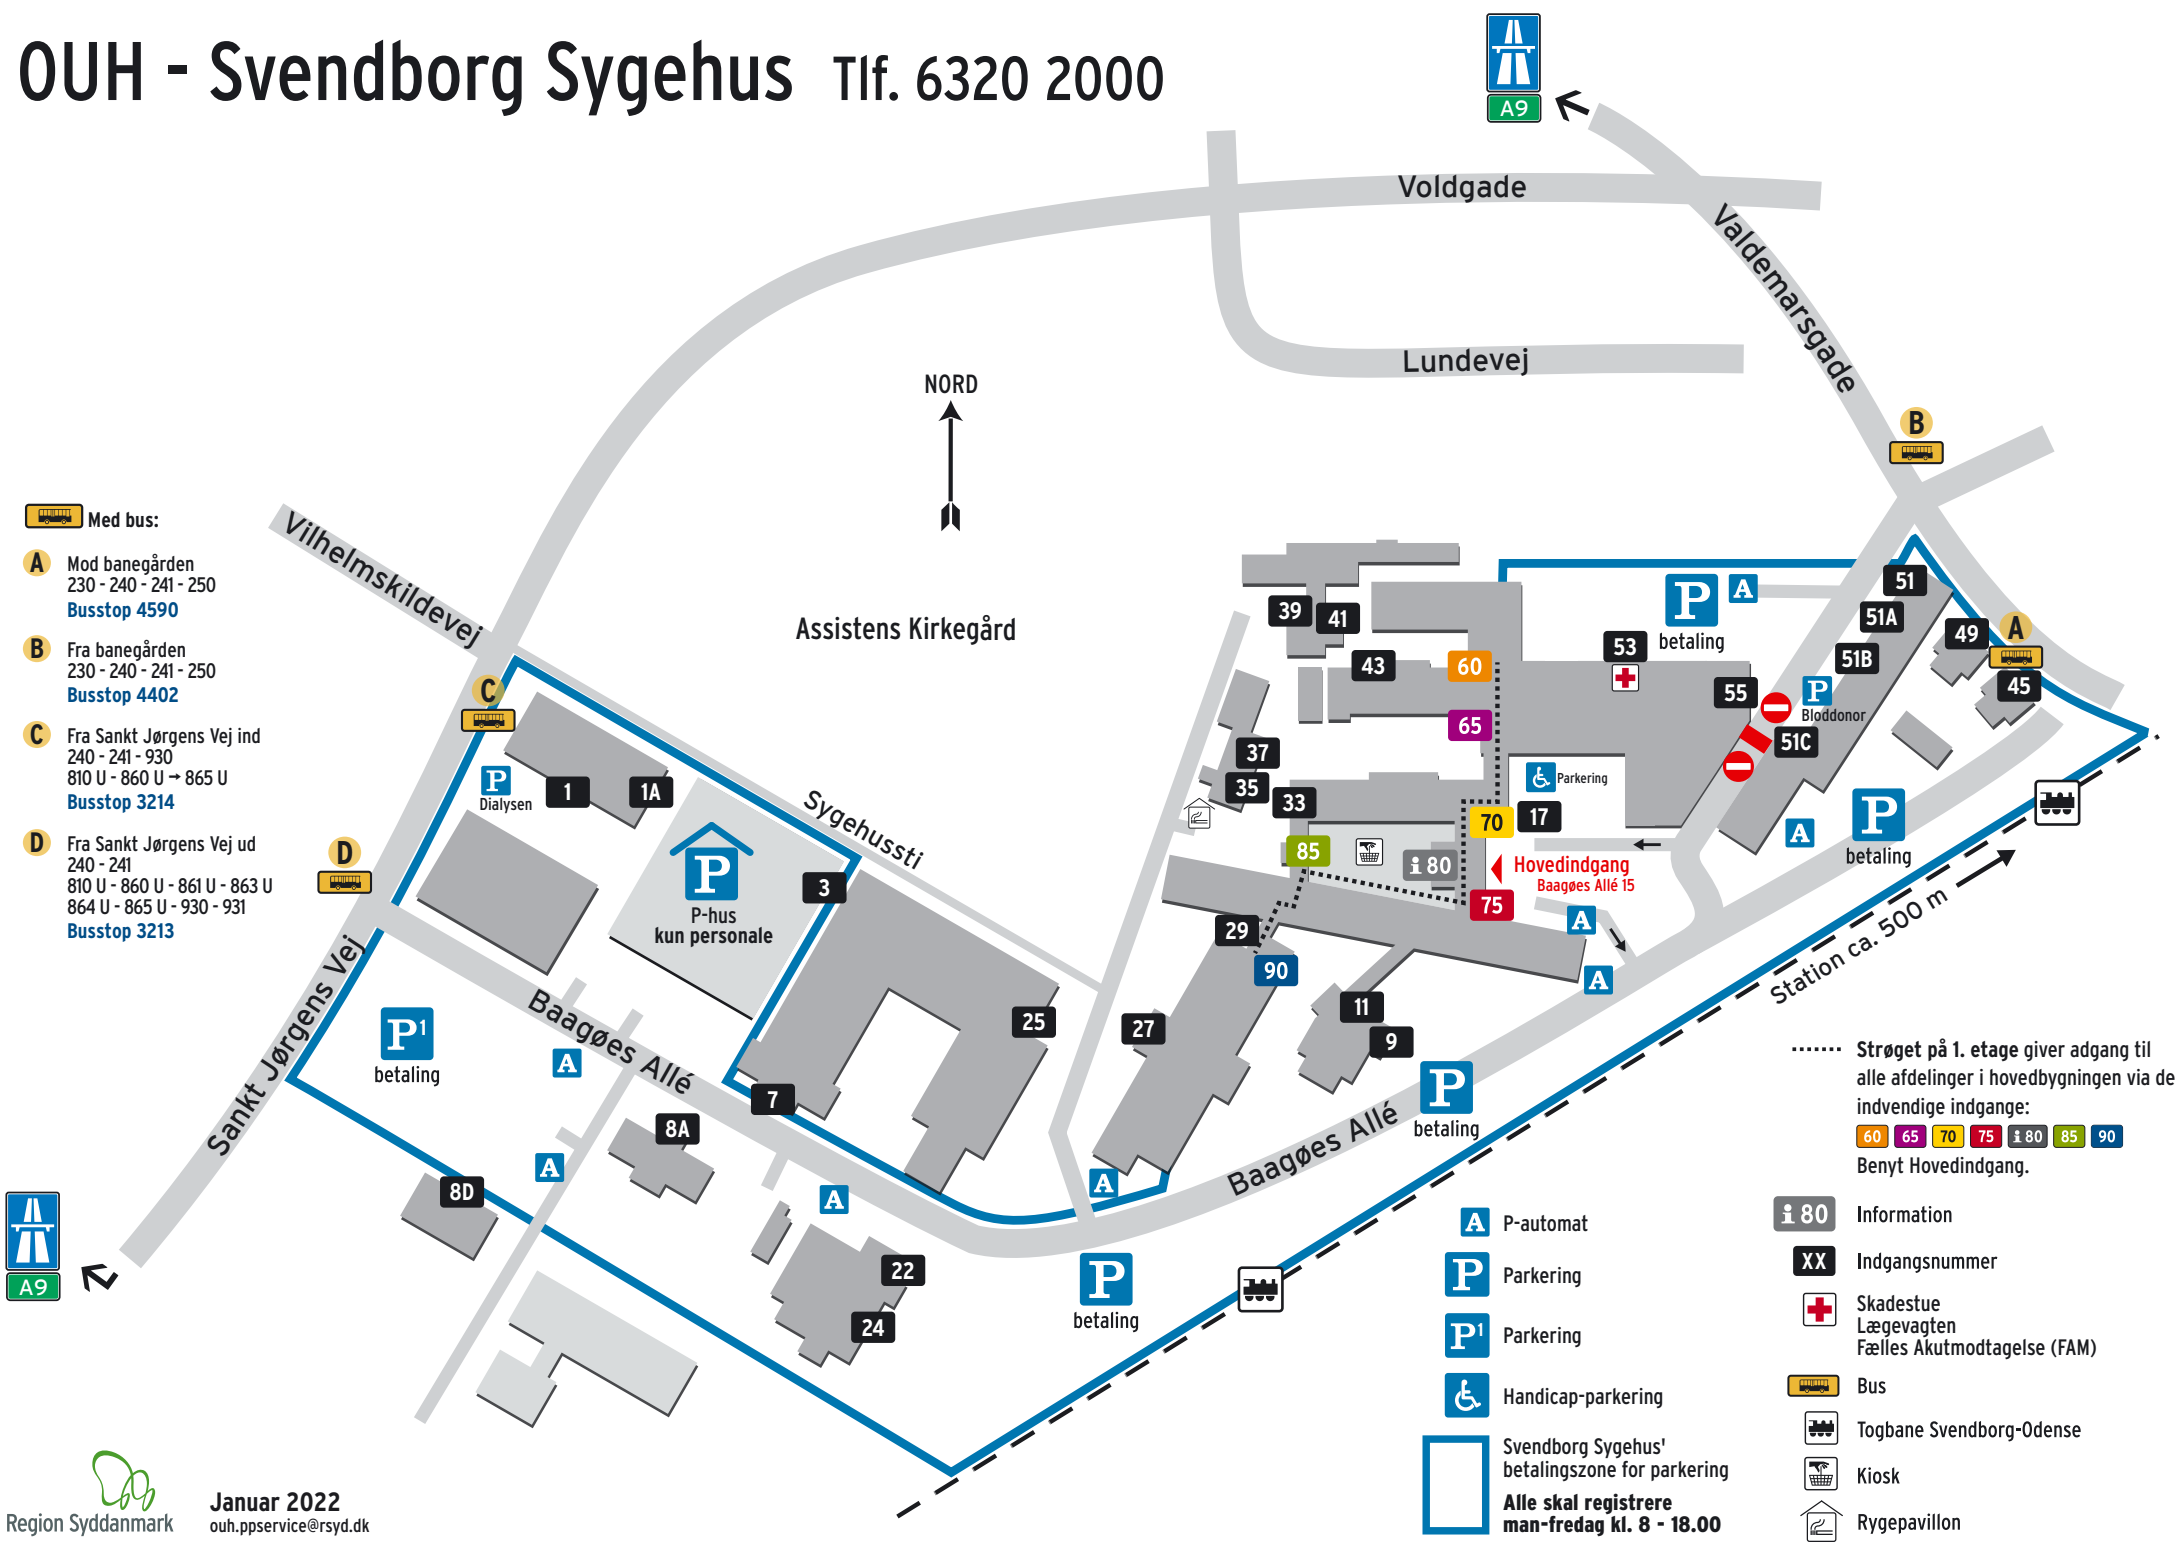 OUH - Svendborg Sygehus Tlf. 6320 2000
A9
Voldgade
Valdemarsgade
Lundevej
NORD
B
Med bus:
A Mod banegården
230 - 240 - 241 - 250
Busstop 4590
B Fra banegården
230 - 240 - 241 - 250
Busstop 4402
C Fra Sankt Jørgens Vej ind
240 - 241 - 930
810 U - 860 U → 865 U
Busstop 3214
D Fra Sankt Jørgens Vej ud
240 - 241
810 U - 860 U - 861 U - 863 U
864 U - 865 U - 930 - 931
Busstop 3213
Vilhelmskildevej
Assistens Kirkegård
C
D
P
Dialysen
1
1A
P
P-hus
kun personale
3
Sygehussti
Sankt Jørgens Vej
P1
betaling
Baagøes Allé
A
7
25
8A
8D
A
A
22
24
A9
39
41
43
60
65
37
35
33
85
i 80
70
17
75
Hovedindgang
Baagøes Allé 15
Parkering
53
55
P
betaling
A
51
51A
51B
51C
P
Bloddonor
49
A
45
A
P
betaling
29
90
27
11
9
A
A
A
P
betaling
Baagøes Allé
P
betaling
Station ca. 500 m
Strøget på 1. etage giver adgang til
alle afdelinger i hovedbygningen via de
indvendige indgange:
60 65 70 75 i 80 85 90
Benyt Hovedindgang.
A P-automat
P Parkering
P1 Parkering
Handicap-parkering
Svendborg Sygehus'
betalingszone for parkering
Alle skal registrere
man-fredag kl. 8 - 18.00
i 80 Information
XX Indgangsnummer
Skadestue
Lægevagten
Fælles Akutmodtagelse (FAM)
Bus
Togbane Svendborg-Odense
Kiosk
Rygepavillon
Region Syddanmark
Januar 2022
ouh.ppservice@rsyd.dk